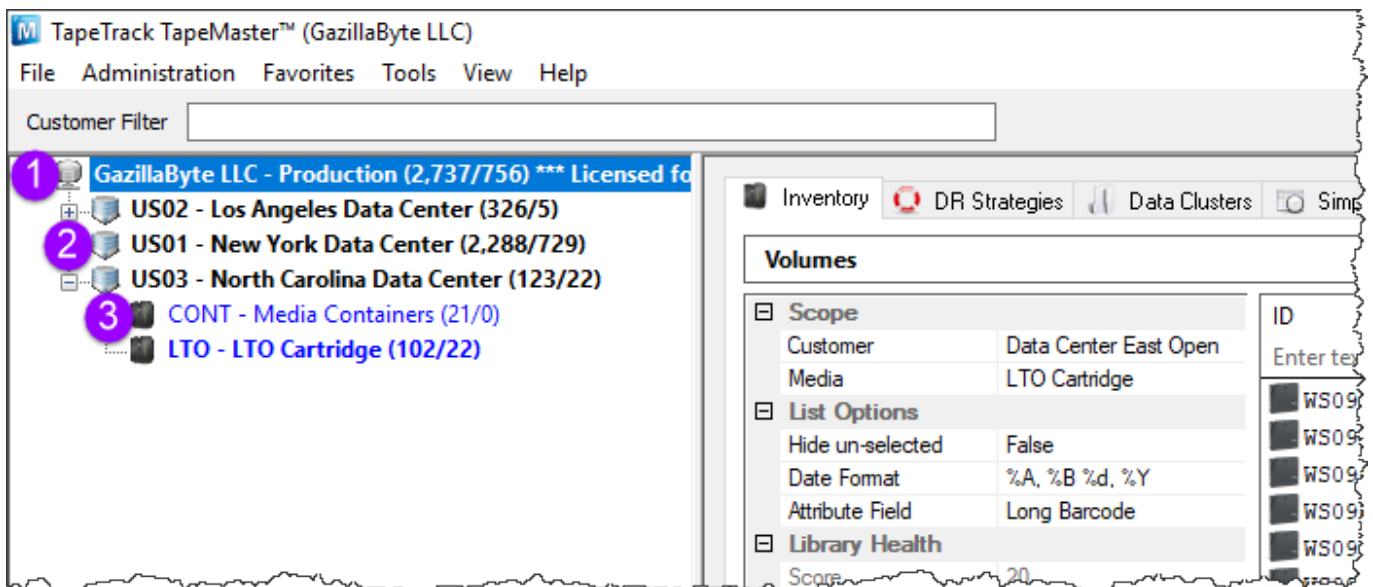 TapeTrack TapeMaster™ (GazillaByte LLC)
File Administration Favorites Tools View Help
Customer Filter
1
GazillaByte LLC - Production (2,737/756) *** Licensed fo
US02 - Los Angeles Data Center (326/5)
2
US01 - New York Data Center (2,288/729)
US03 - North Carolina Data Center (123/22)
3
CONT - Media Containers (21/0)
LTO - LTO Cartridge (102/22)
Inventory DR Strategies Data Clusters Simp
Volumes
Scope
Customer Data Center East Open
Media LTO Cartridge
List Options
Hide un-selected False
Date Format %A, %B %d, %Y
Attribute Field Long Barcode
Library Health
Score 20
ID
Enter tex
WS09
WS09
WS09
WS09
WS09